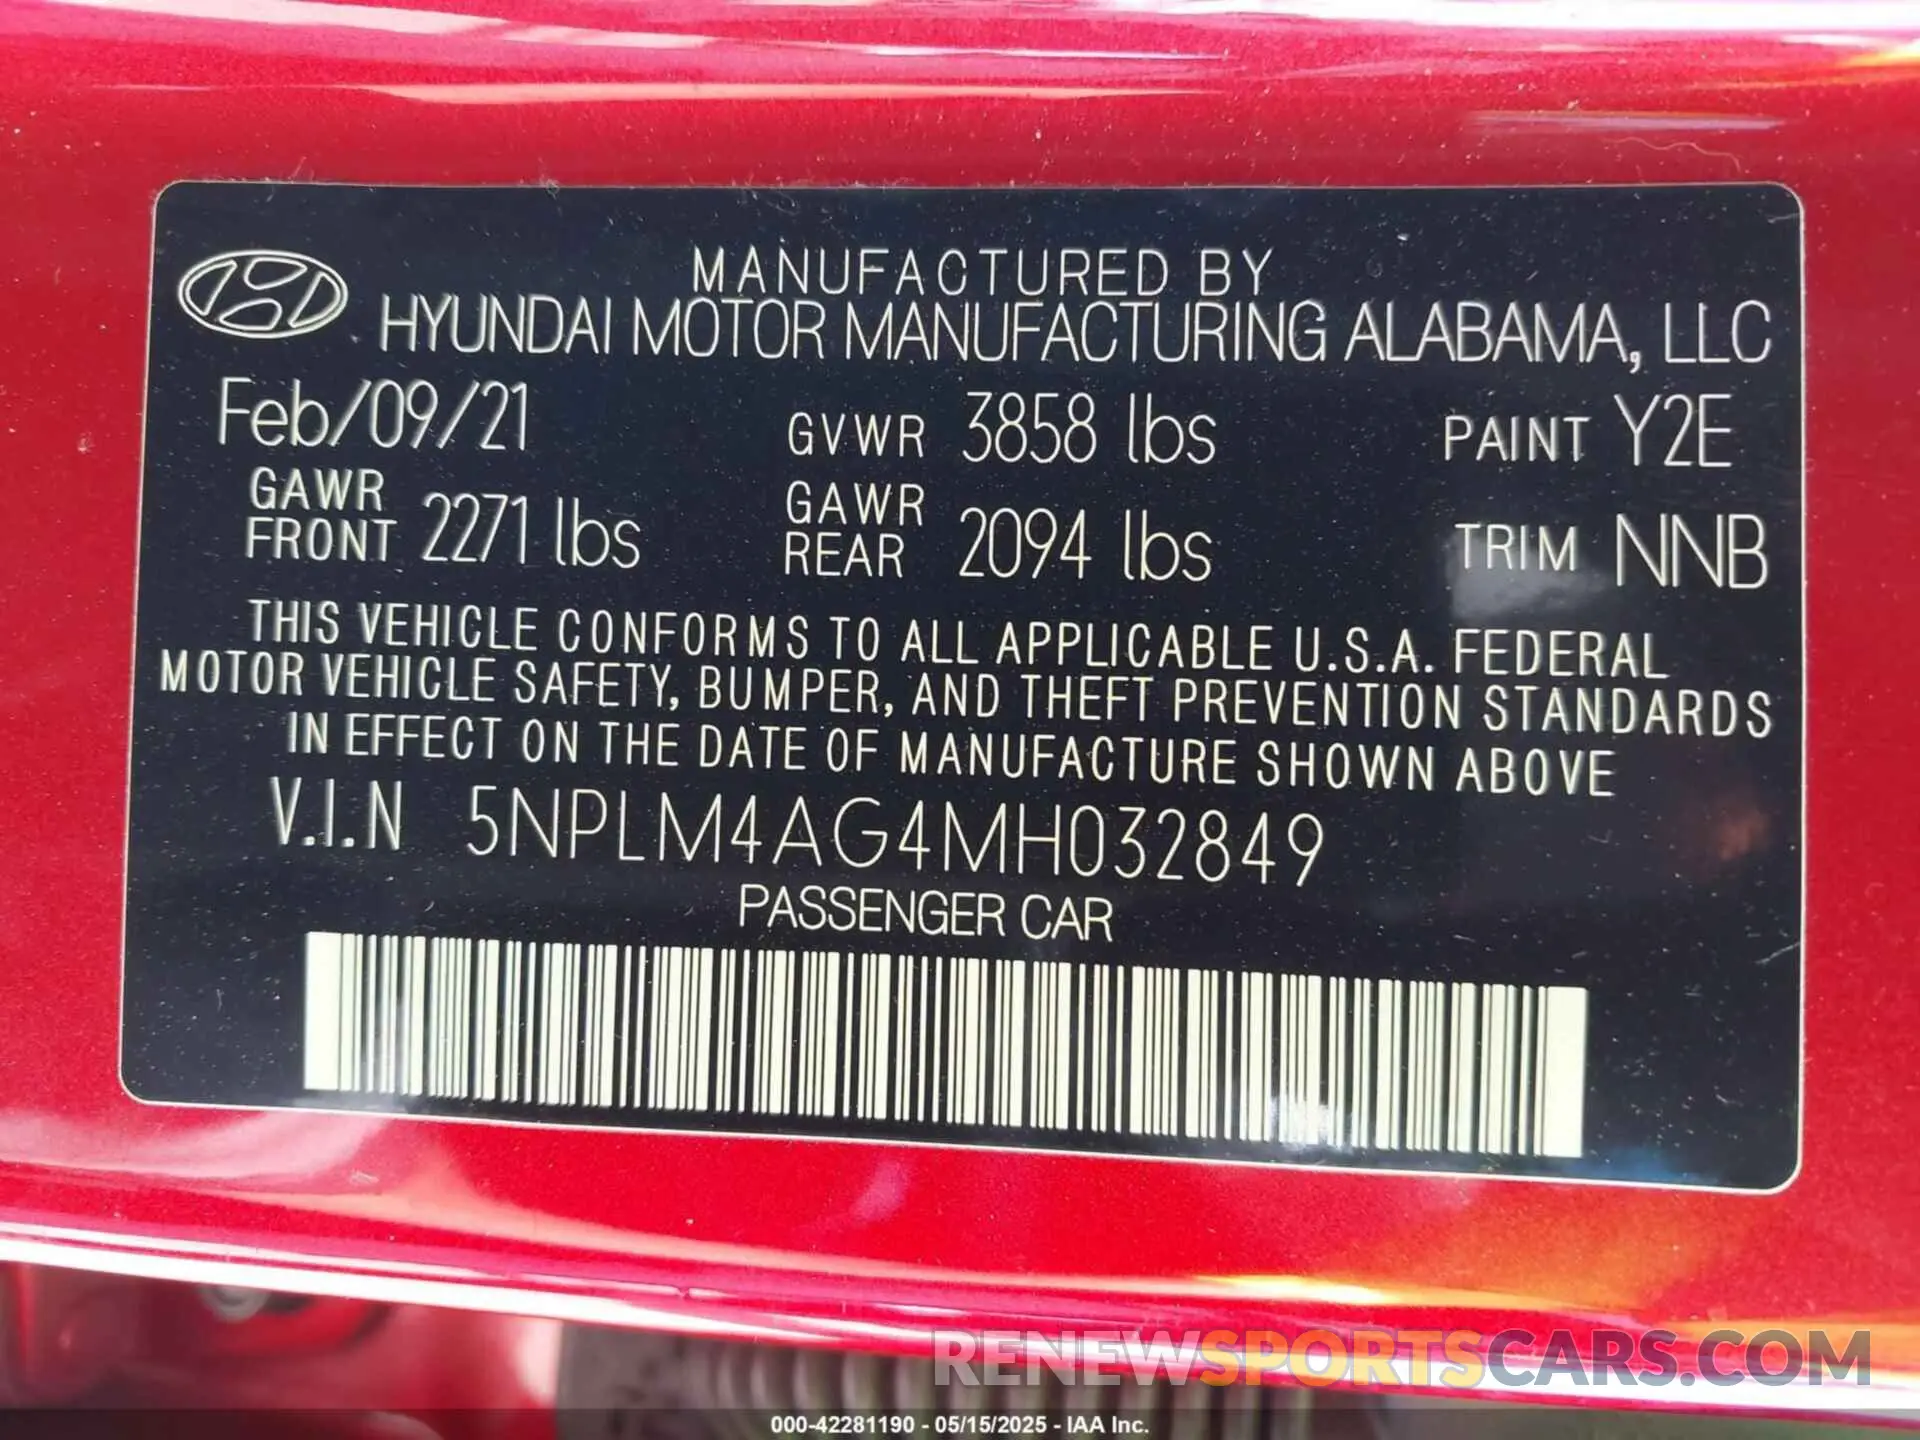 MANUFACTURED BY
HYUNDAI MOTOR MANUFACTURING ALABAMA, LLC
Feb/09/21 GVWR 3858 lbs PAINT Y2E
GAWR FRONT 2271 lbs GAWR REAR 2094 lbs TRIM NNB
THIS VEHICLE CONFORMS TO ALL APPLICABLE U.S.A. FEDERAL
MOTOR VEHICLE SAFETY, BUMPER, AND THEFT PREVENTION STANDARDS
IN EFFECT ON THE DATE OF MANUFACTURE SHOWN ABOVE
V.I.N 5NPLM4AG4MH032849
PASSENGER CAR
RENEWSPORTSCARS.COM
000-42281190 - 05/15/2025 - IAA Inc.